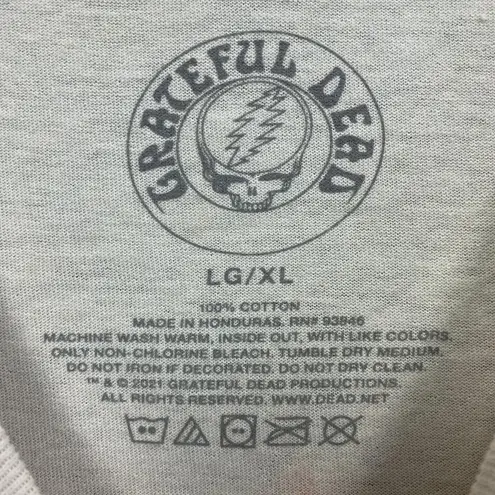 GRATEFUL DEAD
LG/XL
100% COTTON
MADE IN HONDURAS. RN# 93846
MACHINE WASH WARM, INSIDE OUT, WITH LIKE COLORS.
ONLY NON-CHLORINE BLEACH. TUMBLE DRY MEDIUM.
DO NOT IRON IF DECORATED. DO NOT DRY CLEAN.
™ & © 2021 GRATEFUL DEAD PRODUCTIONS.
ALL RIGHTS RESERVED. WWW.DEAD.NET